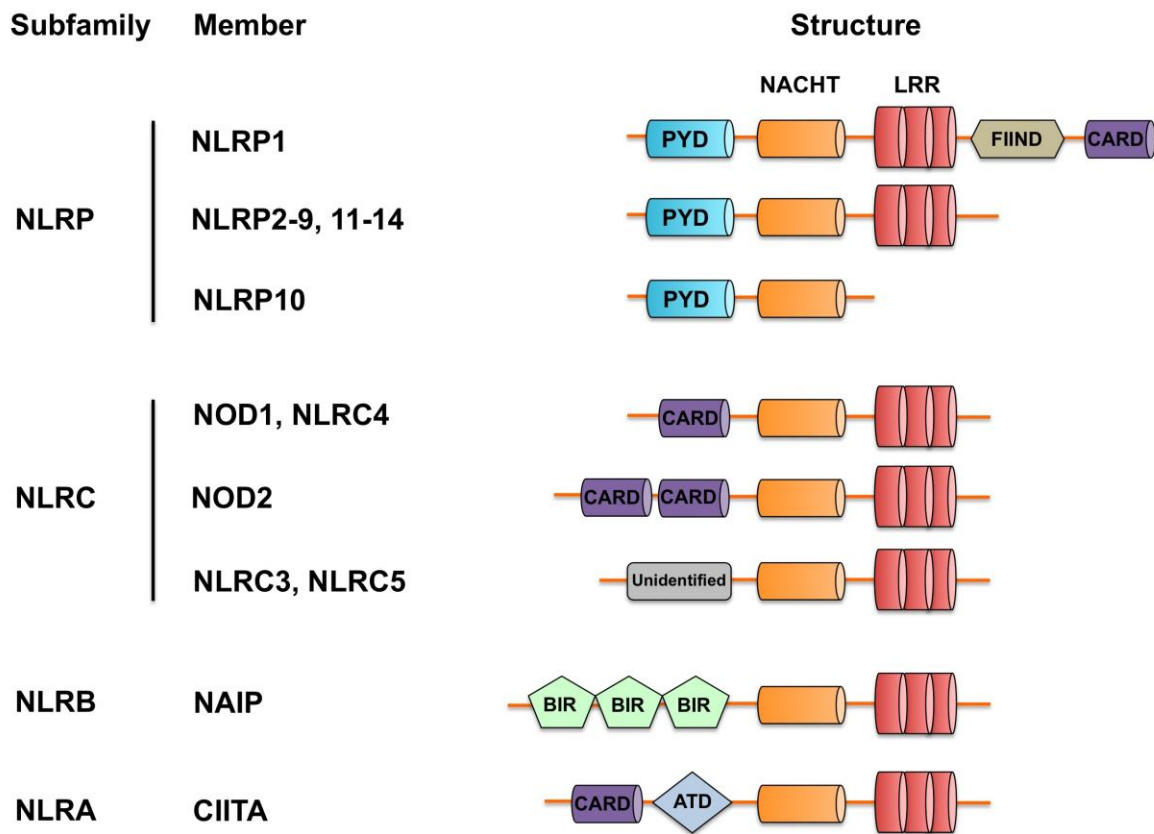 Subfamily Member Structure
NACHT LRR
NLRP1 PYD FIIND CARD
NLRP NLRP2-9, 11-14 PYD
NLRP10 PYD
NOD1, NLRC4 CARD
NLRC NOD2 CARD CARD
NLRC3, NLRC5 Unidentified
NLRB NAIP BIR BIR BIR
NLRA CIITA CARD ATD